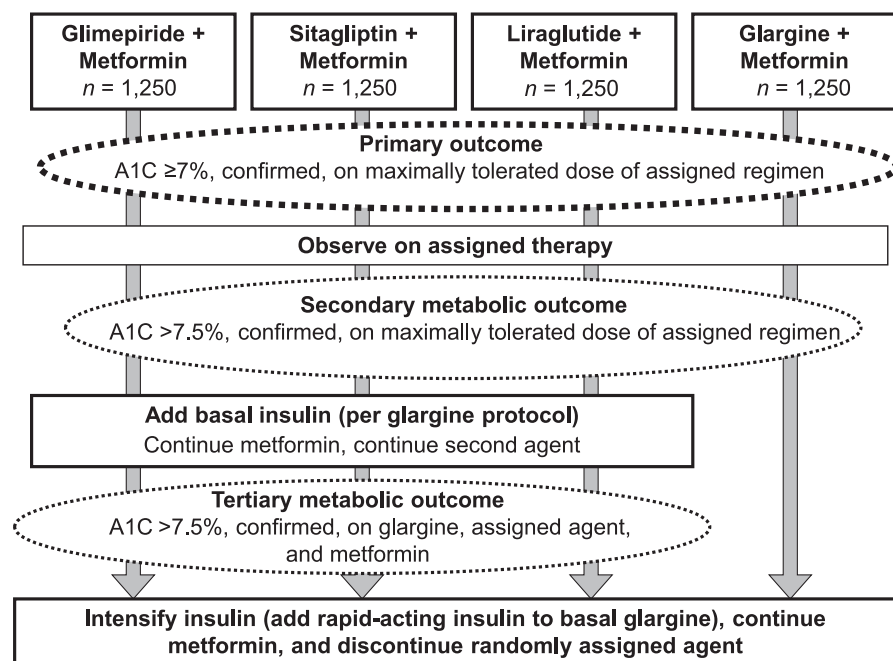 Glimepiride +
Metformin
n = 1,250
Sitagliptin +
Metformin
n = 1,250
Liraglutide +
Metformin
n = 1,250
Glargine +
Metformin
n = 1,250
Primary outcome
A1C ≥7%, confirmed, on maximally tolerated dose of assigned regimen
Observe on assigned therapy
Secondary metabolic outcome
A1C >7.5%, confirmed, on maximally tolerated dose of assigned regimen
Add basal insulin (per glargine protocol)
Continue metformin, continue second agent
Tertiary metabolic outcome
A1C >7.5%, confirmed, on glargine, assigned agent,
and metformin
Intensify insulin (add rapid-acting insulin to basal glargine), continue
metformin, and discontinue randomly assigned agent